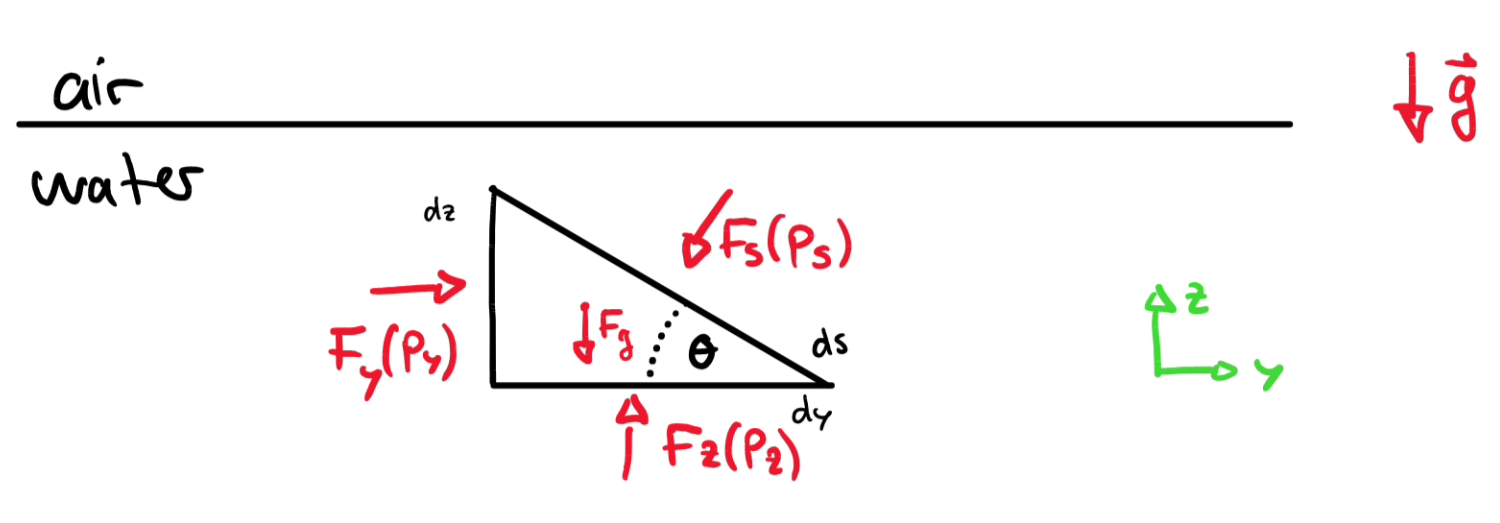 air
g⃗
water
dz
Fs(Ps)
z
Fy(Py)
Fg
θ
ds
y
dy
Fz(Pz)